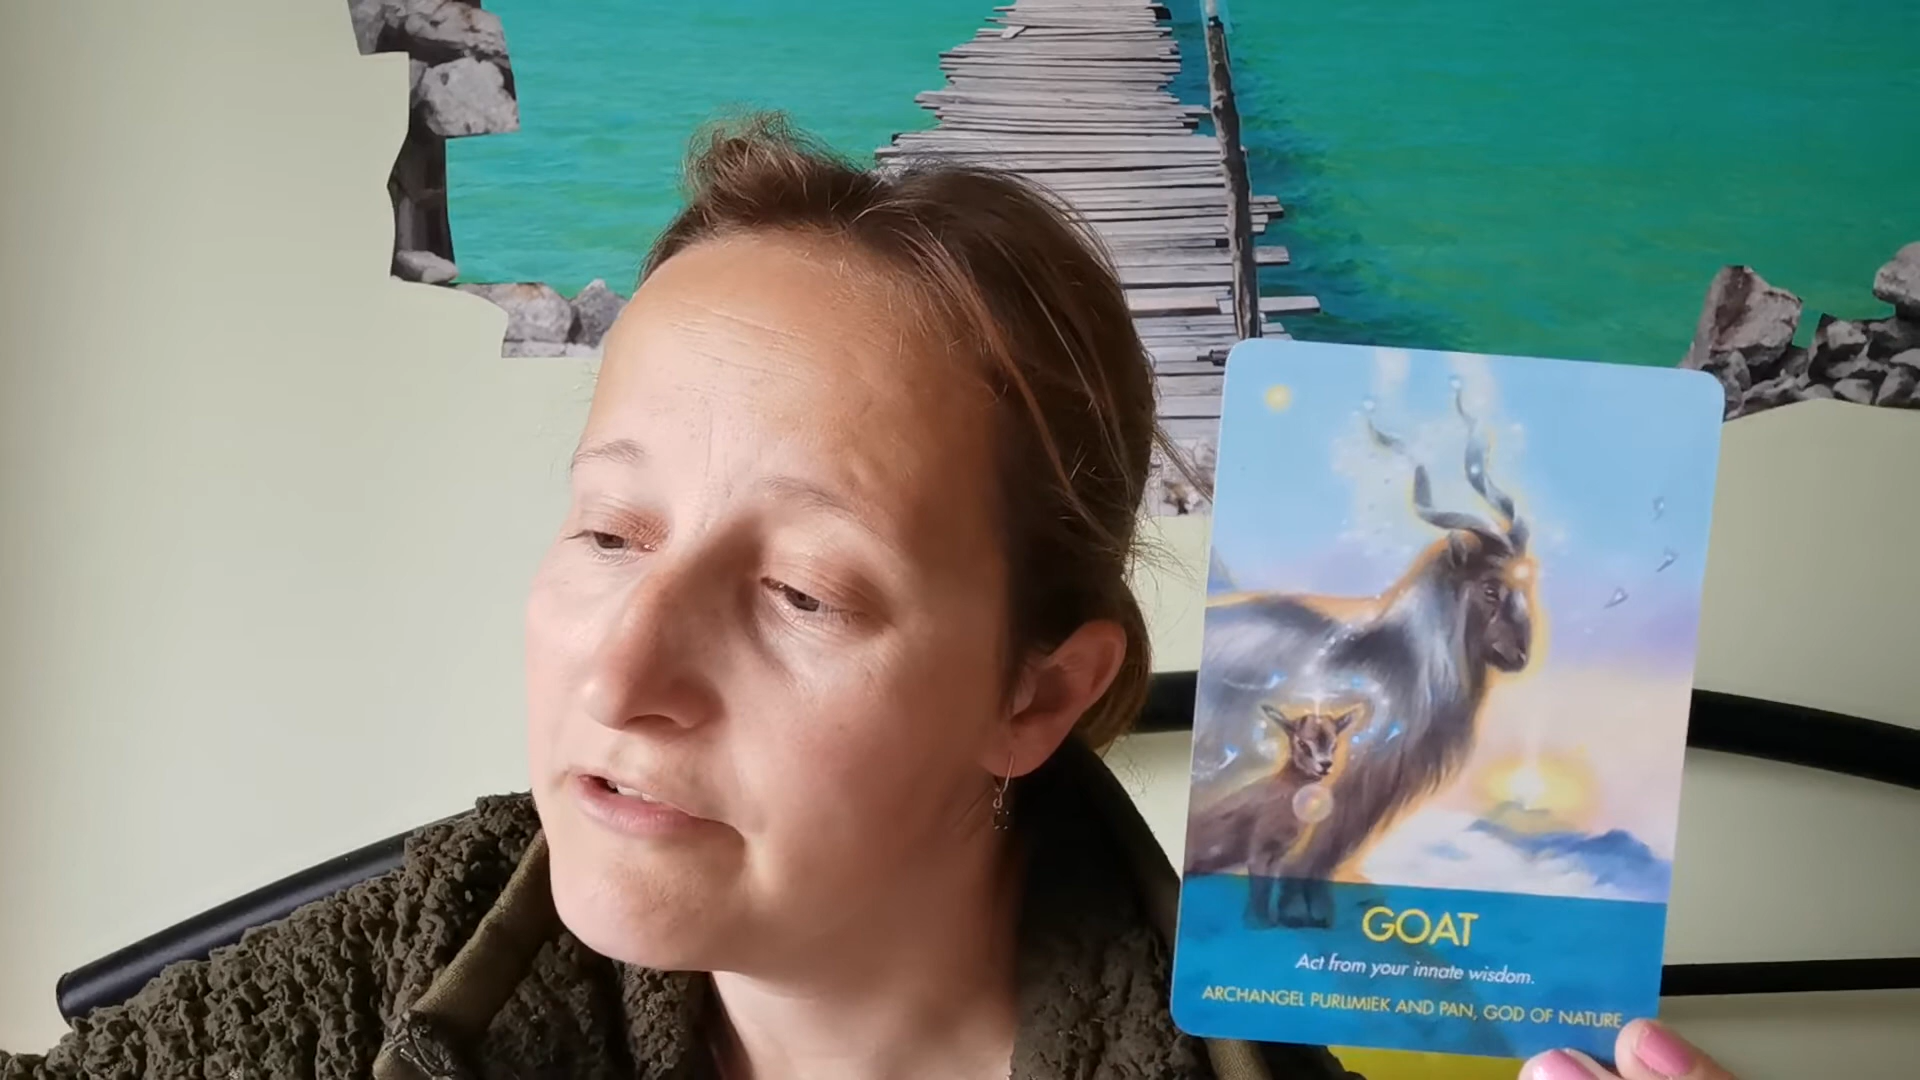 GOAT
Act from your innate wisdom.
ARCHANGEL PURLIMIEK AND PAN, GOD OF NATURE